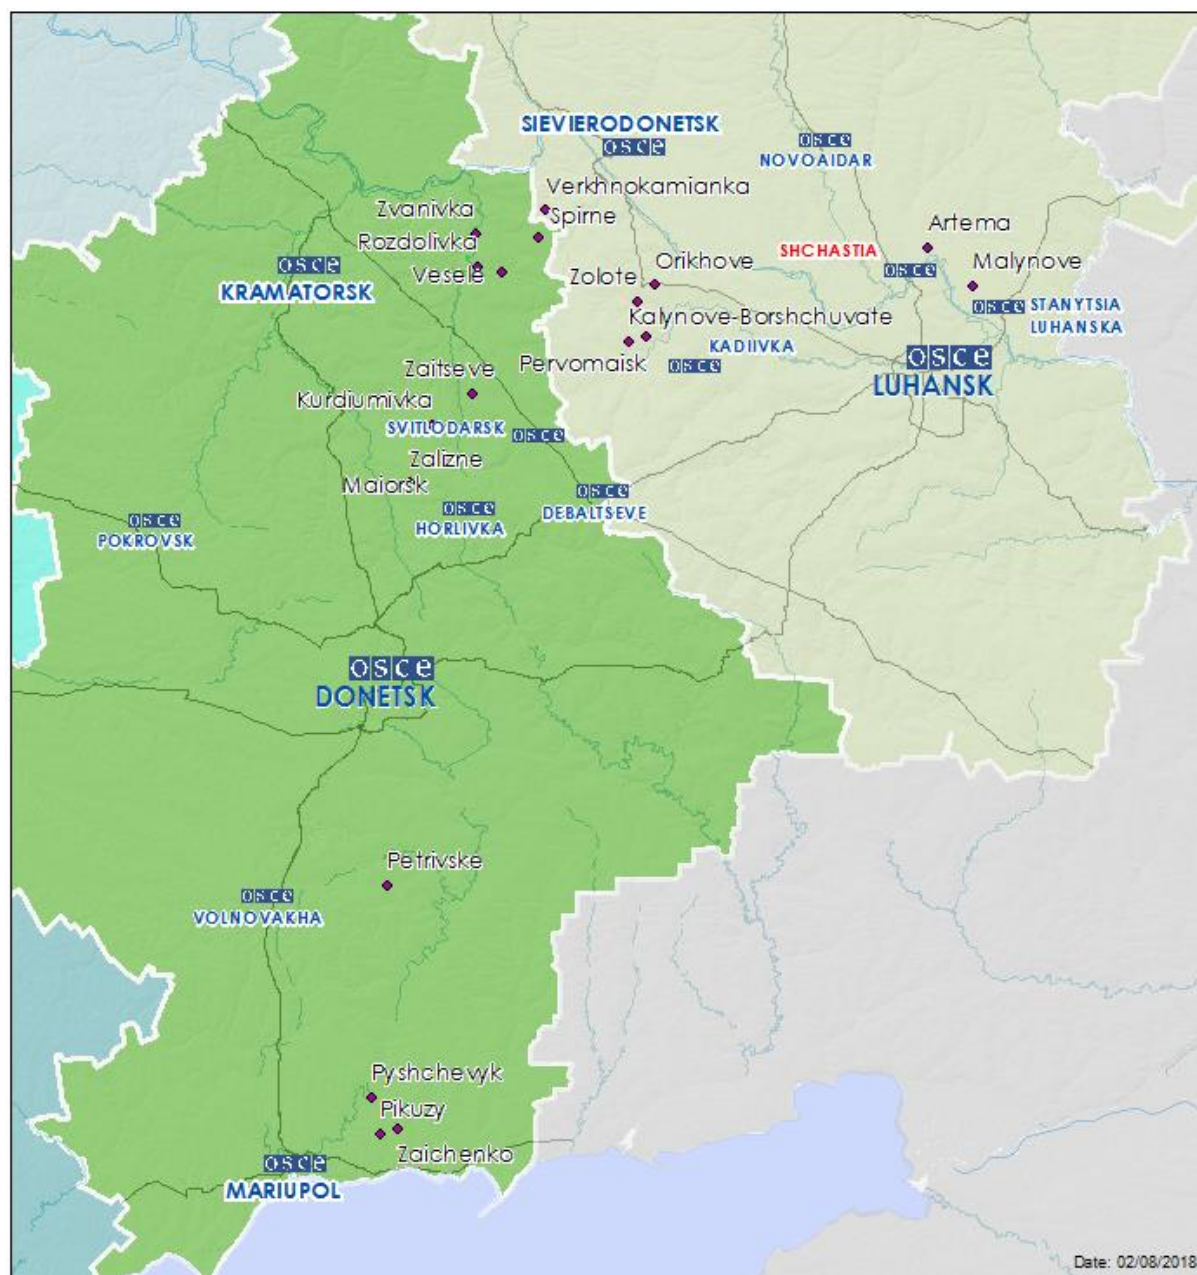 SIEVIERODONETSK
osce
osce
NOVOAIDAR
Verkhnokamianka
Zvanivka
Spirne
Artema
Rozdolivka
SHCHASTIA
osce
KRAMATORSK
Vesele
Zolote
Orikhove
osce
Malynove
osce
STANYTSIA
LUHANSKA
Kalynove-Borshchuvate
KADIIVKA
Pervomaisk
osce
osce
LUHANSK
Zaitseve
Kurdiumivka
SVITLODARSK
osce
Zalizne
Maiorsk
osce
HORLIVKA
osce
DEBALTSEVE
osce
POKROVSK
osce
DONETSK
Petrivske
osce
VOLNOVAKHA
Pyshchevyk
Pikuzy
Zaichenko
osce
MARIUPOL
Date: 02/08/2018